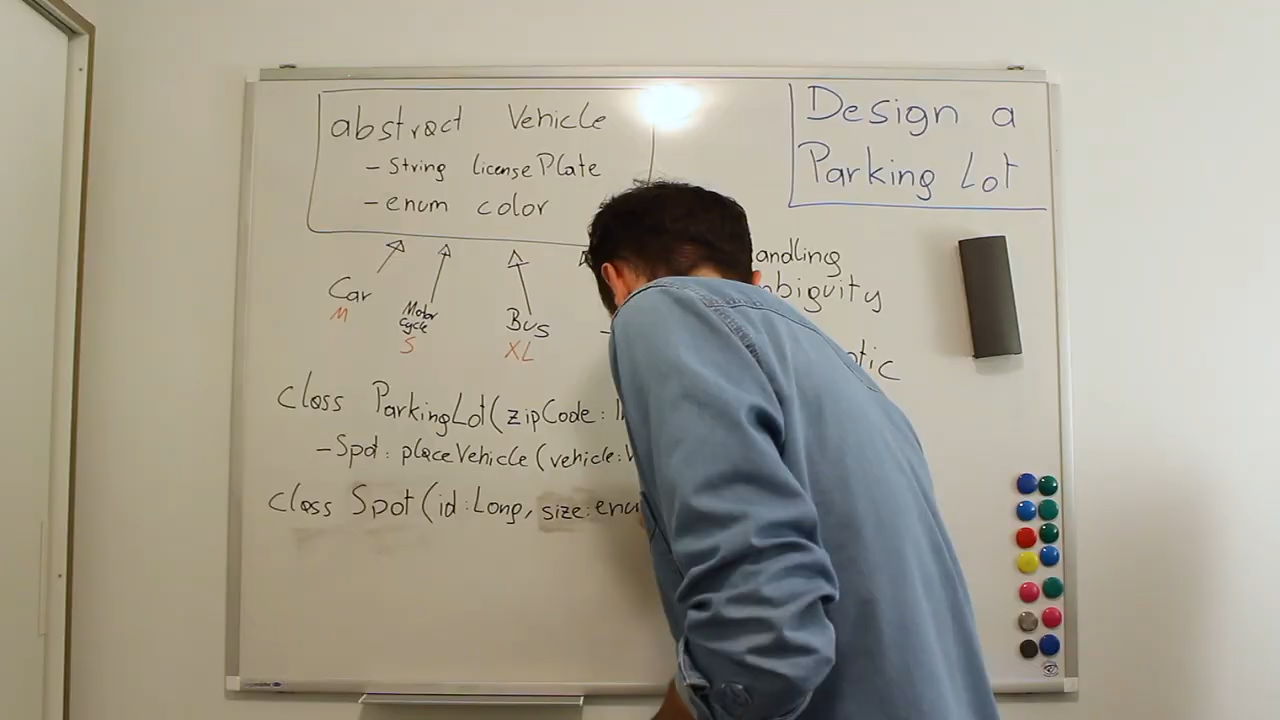 abstract Vehicle
- String licensePlate
- enum color
Design a
Parking Lot
Car
M
Motor
Cycle
S
Bus
XL
class ParkingLot(zipCode:
- Spot: placeVehicle(vehicle:
class Spot(id: Long, size: enu